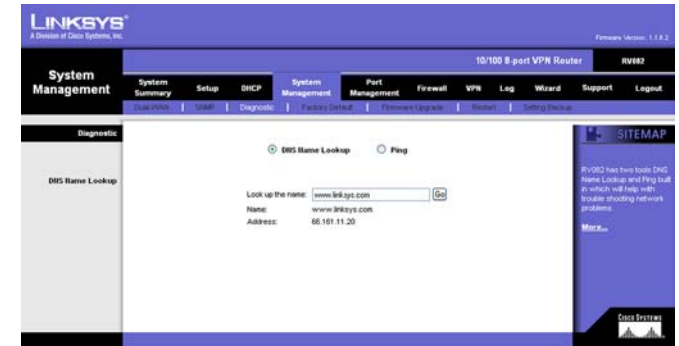 LINKSYS®
A Division of Cisco Systems, Inc.
Firmware Version: 1.1.8.2
10/100 8-port VPN Router
RV082
System Management
System Summary
Setup
DHCP
System Management
Port Management
Firewall
VPN
Log
Wizard
Support
Logout
Dual-WAN | SNMP | Diagnostic | Factory Default | Firmware Upgrade | Restart | Setting Backup
Diagnostic
SITEMAP
DNS Name Lookup
Ping
DNS Name Lookup
RV082 has two tools DNS
Name Lookup and Ping built
in which will help with
trouble shooting network
problems.
More...
Look up the name: www.linksys.com Go
Name: www.linksys.com
Address: 66.161.11.20
CISCO SYSTEMS